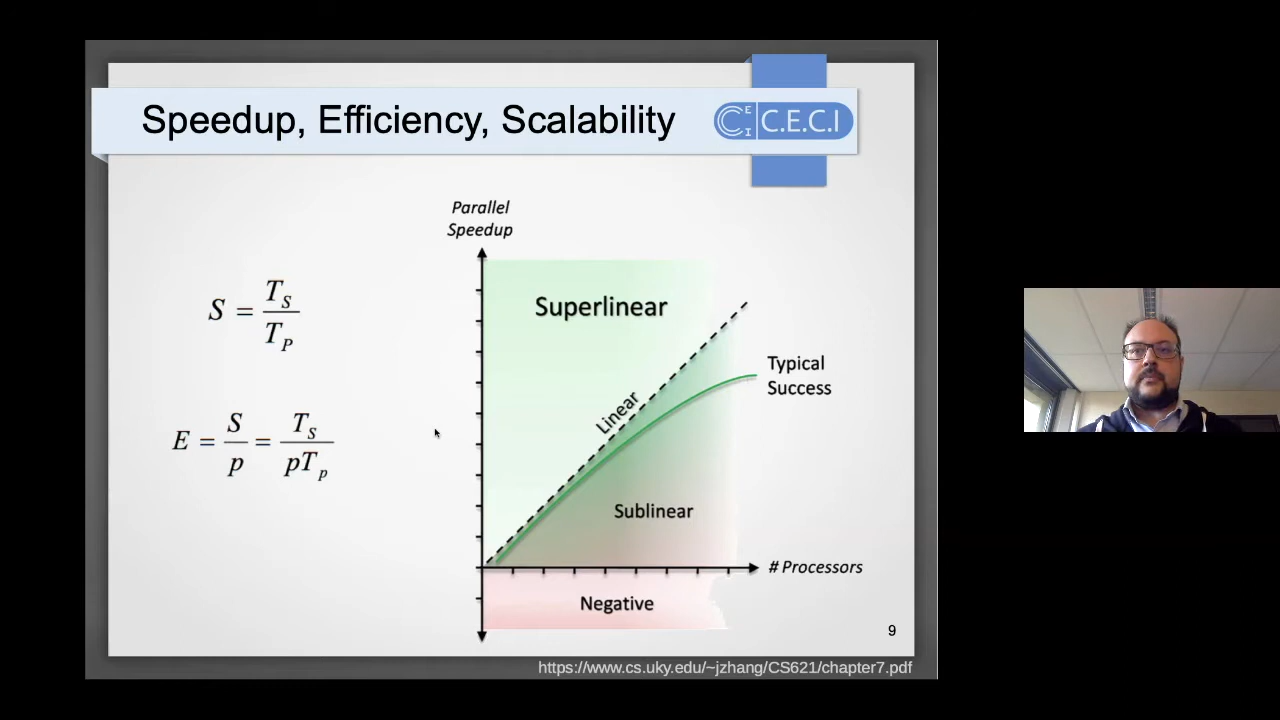 Speedup, Efficiency, Scalability
C E C I
C.E.C.I
Parallel
Speedup
S = T_S / T_P
E = S / p = T_S / pT_p
Superlinear
Linear
Typical
Success
Sublinear
# Processors
Negative
9
https://www.cs.uky.edu/~jzhang/CS621/chapter7.pdf